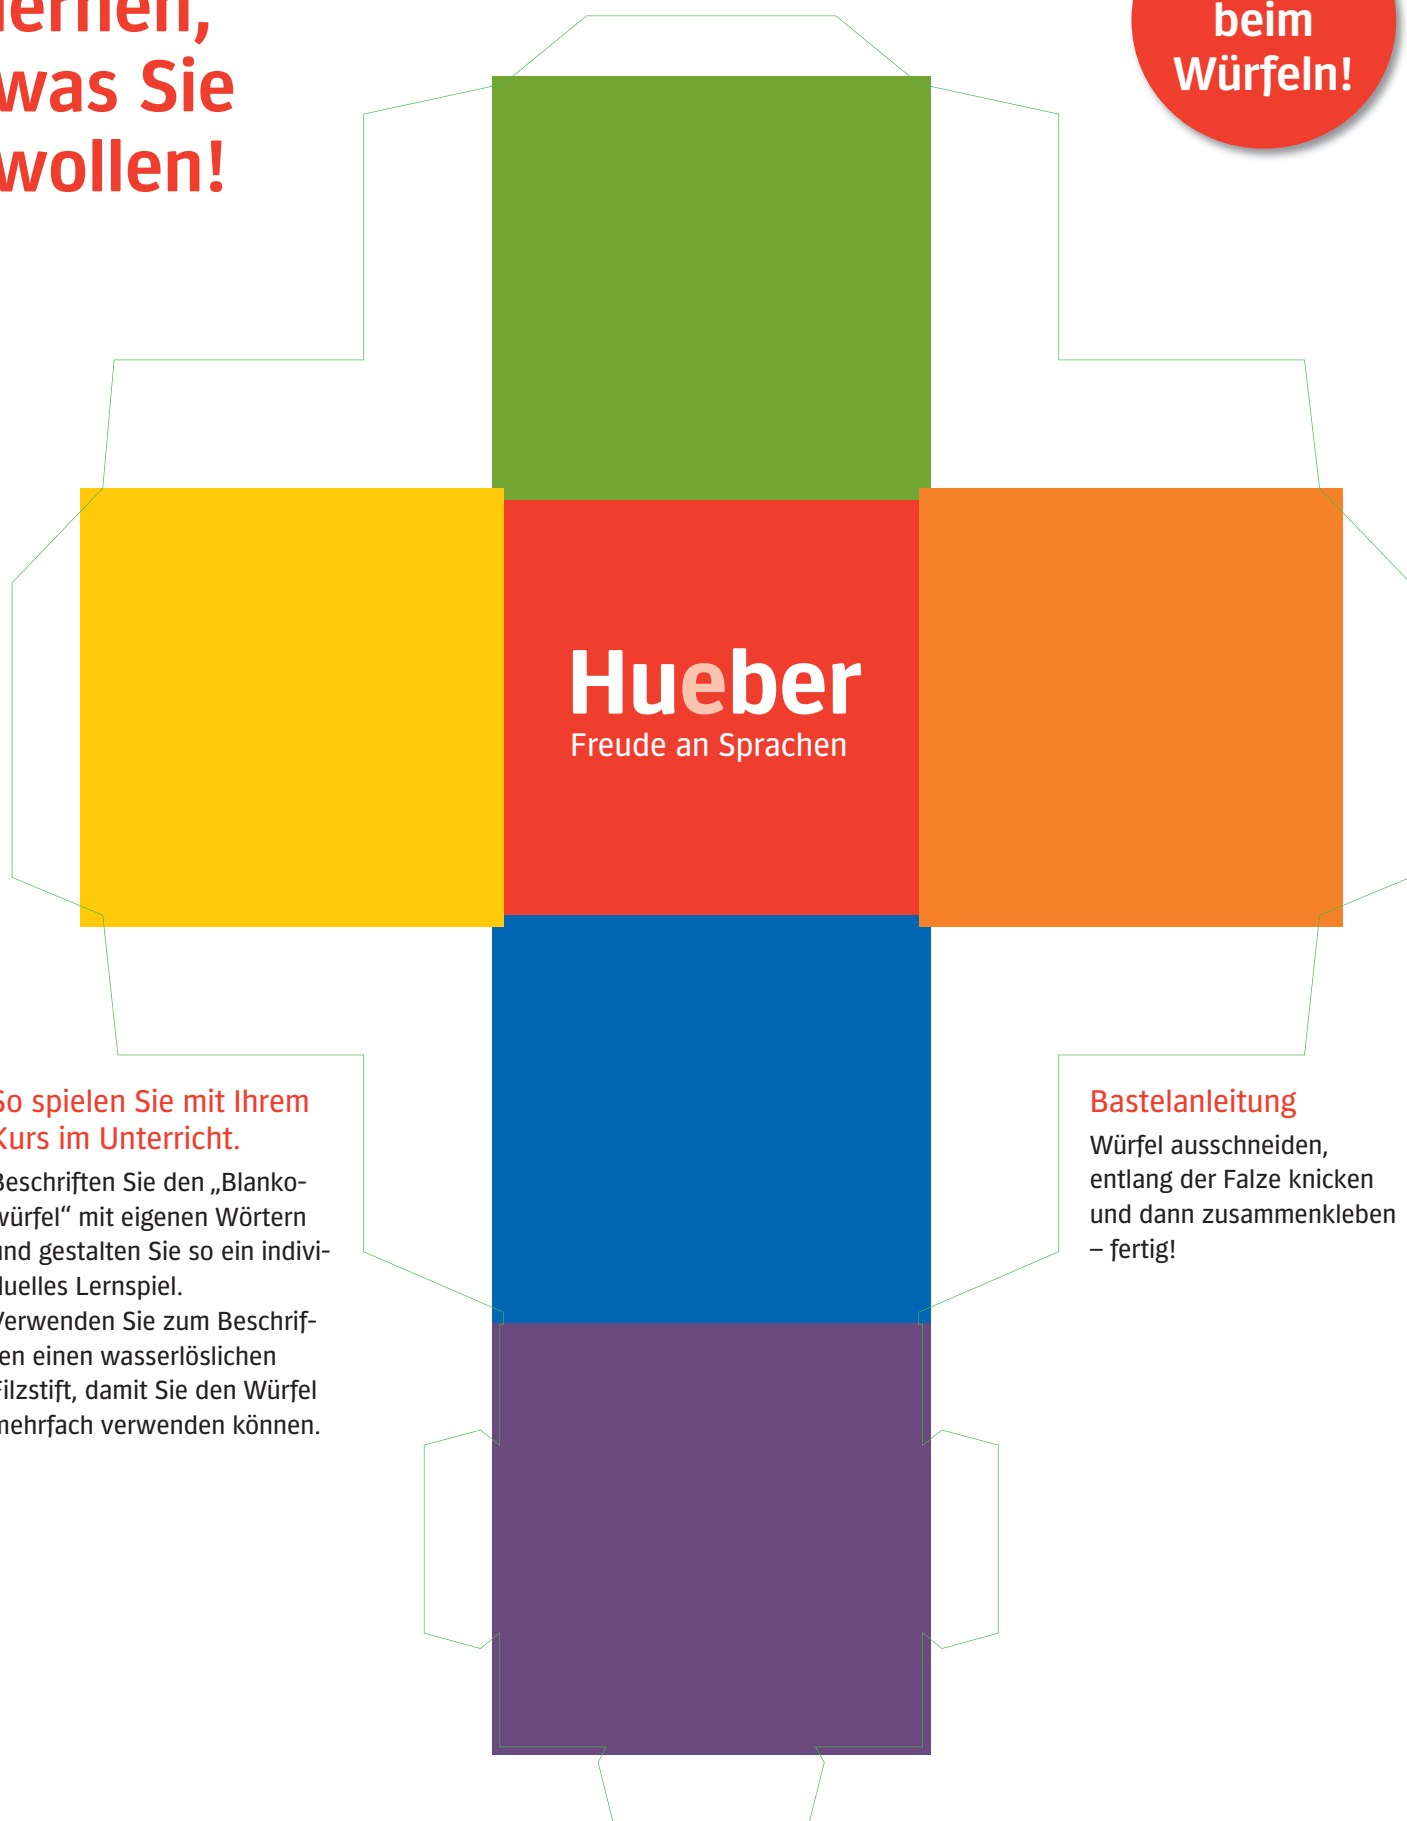 lernen,
was Sie
wollen!
beim
Würfeln!
Hueber
Freude an Sprachen
So spielen Sie mit Ihrem
Kurs im Unterricht.
Beschriften Sie den „Blanko-
würfel“ mit eigenen Wörtern
und gestalten Sie so ein indivi-
duelles Lernspiel.
Verwenden Sie zum Beschrif-
ten einen wasserlöslichen
Filzstift, damit Sie den Würfel
mehrfach verwenden können.
Bastelanleitung
Würfel ausschneiden,
entlang der Falze knicken
und dann zusammenkleben
– fertig!